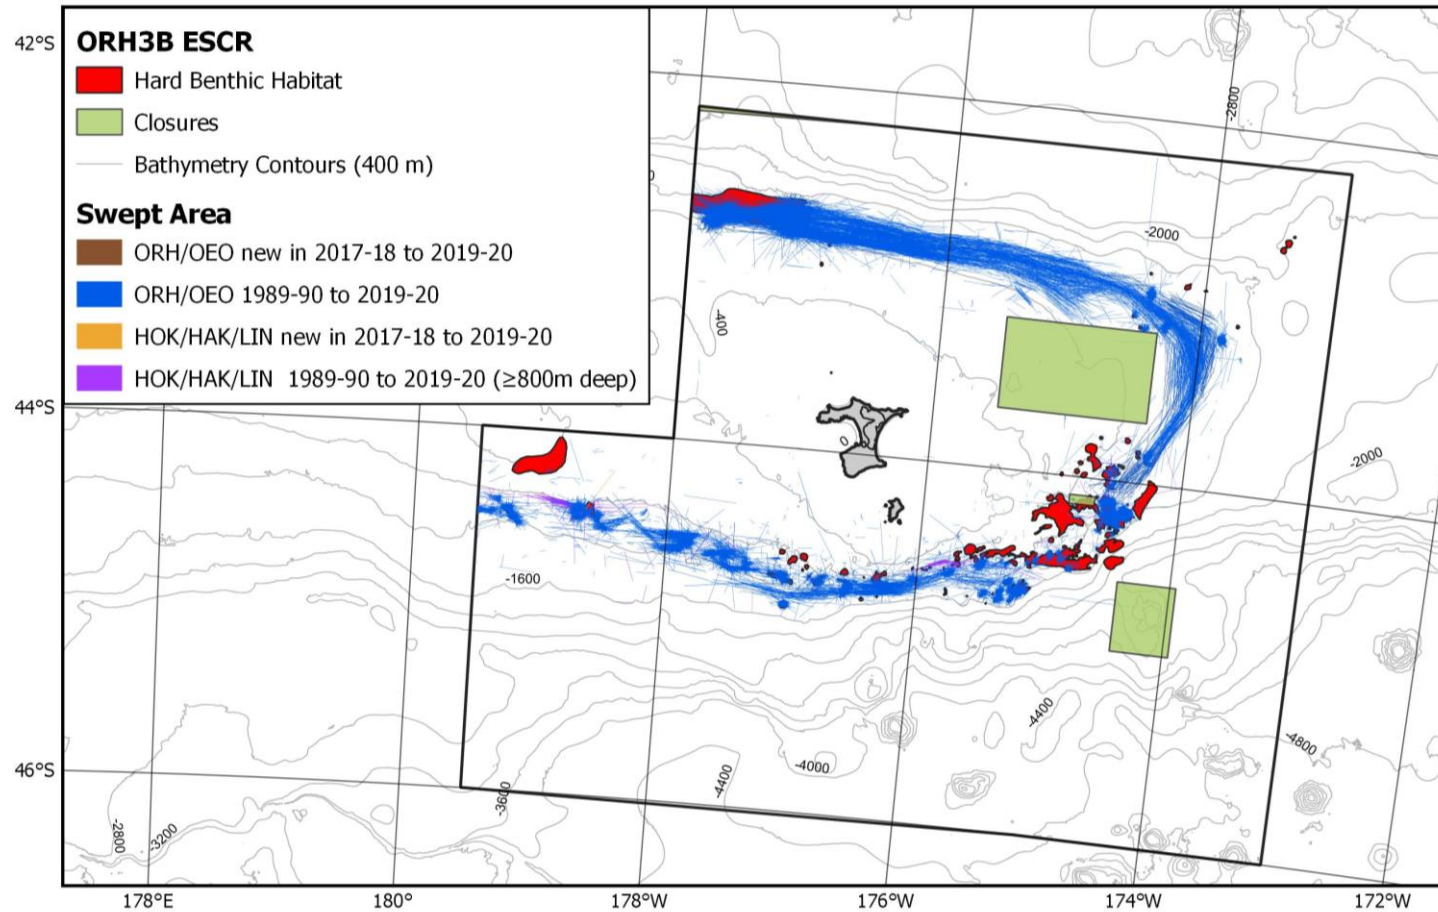 42°S
44°S
46°S
ORH3B ESCR
Hard Benthic Habitat
Closures
Bathymetry Contours (400 m)
Swept Area
ORH/OEO new in 2017-18 to 2019-20
ORH/OEO 1989-90 to 2019-20
HOK/HAK/LIN new in 2017-18 to 2019-20
HOK/HAK/LIN 1989-90 to 2019-20 (≥800m deep)
-2800
-2000
-400
0
-2000
-1600
-4400
-4800
-4000
-4400
-3600
-2800
-3200
178°E
180°
178°W
176°W
174°W
172°W